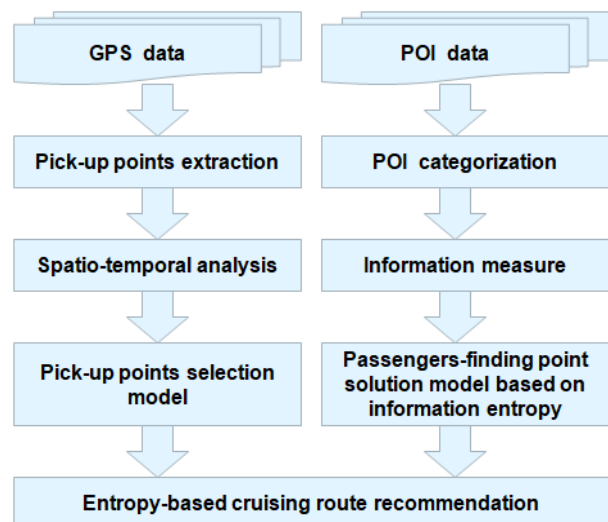 GPS data
POI data
Pick-up points extraction
POI categorization
Spatio-temporal analysis
Information measure
Pick-up points selection
model
Passengers-finding point
solution model based on
information entropy
Entropy-based cruising route recommendation